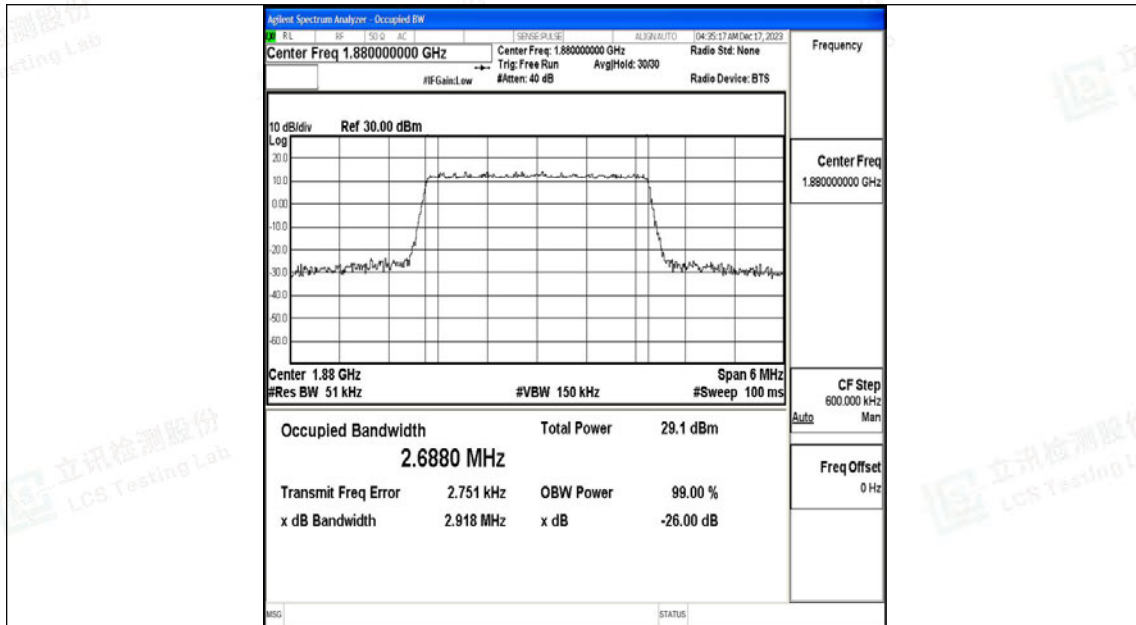 Agilent Spectrum Analyzer - Occupied BW
RL RF 50 Ω AC SENSE:PULSE ALIGN AUTO 04:35:17 AM Dec 17, 2023
Center Freq 1.880000000 GHz
Center Freq: 1.880000000 GHz
Radio Std: None
Trig: Free Run Avg|Hold: 30/30
#IFGain:Low #Atten: 40 dB Radio Device: BTS
10 dB/div Ref 30.00 dBm
Log
20.0
10.0
0.00
-10.0
-20.0
-30.0
-40.0
-50.0
-60.0
Center 1.88 GHz Span 6 MHz
#Res BW 51 kHz #VBW 150 kHz #Sweep 100 ms
Occupied Bandwidth Total Power 29.1 dBm
2.6880 MHz
Transmit Freq Error 2.751 kHz OBW Power 99.00 %
x dB Bandwidth 2.918 MHz x dB -26.00 dB
MSG STATUS
Frequency
Center Freq
1.880000000 GHz
CF Step
600.000 kHz
Auto Man
Freq Offset
0 Hz
立讯检测股份
LCS Testing Lab